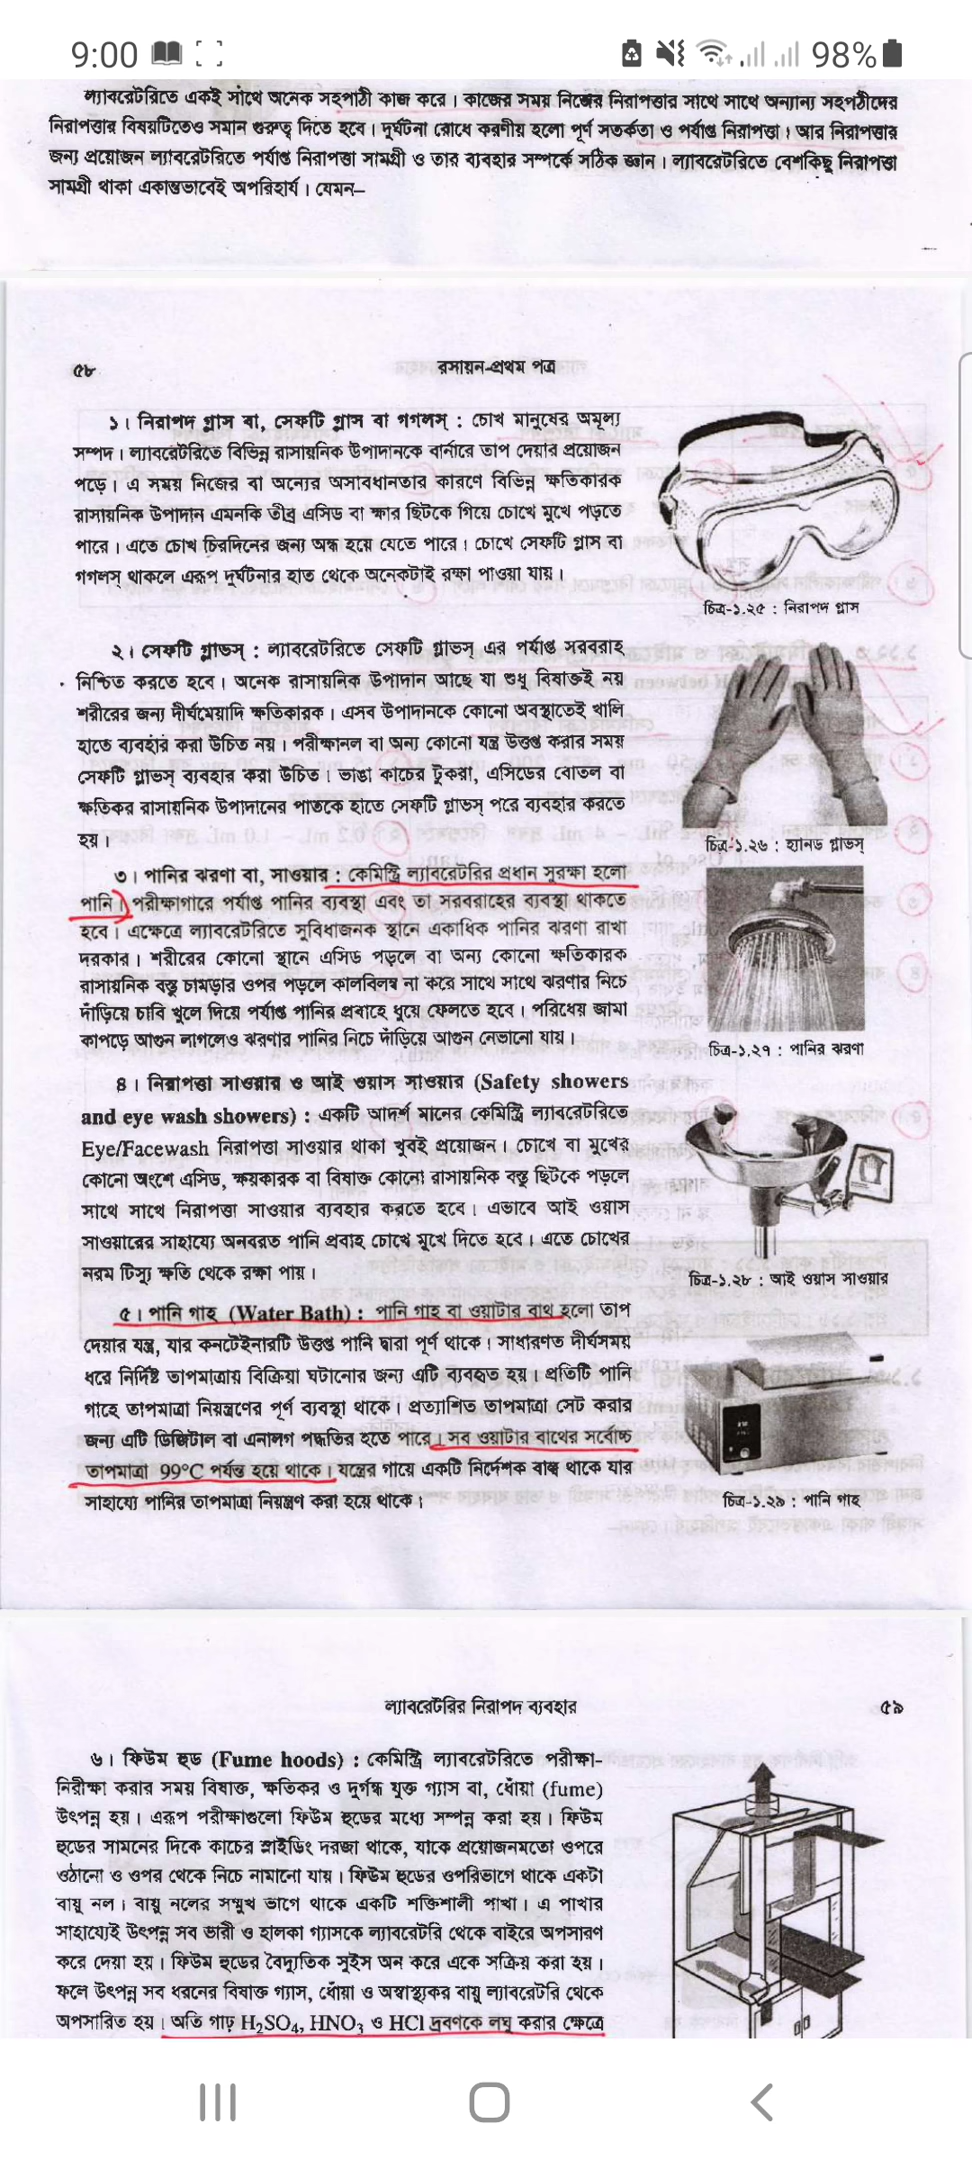 9:00
98%
ল্যাবরেটরিতে একই সাথে অনেক সহপাঠী কাজ করে। কাজের সময় নিজের নিরাপত্তার সাথে সাথে অন্যান্য সহপঠীদের
নিরাপত্তার বিষয়টিতেও সমান গুরুত্ব দিতে হবে। দুর্ঘটনা রোধে করণীয় হলো পূর্ণ সতর্কতা ও পর্যাপ্ত নিরাপত্তা। আর নিরাপত্তার
জন্য প্রয়োজন ল্যাবরেটরিতে পর্যাপ্ত নিরাপত্তা সামগ্রী ও তার ব্যবহার সম্পর্কে সঠিক জ্ঞান। ল্যাবরেটরিতে বেশকিছু নিরাপত্তা
সামগ্রী থাকা একান্তভাবেই অপরিহার্য। যেমন–
৫৮
রসায়ন-প্রথম পত্র
১। নিরাপদ গ্লাস বা, সেফটি গ্লাস বা গগলস্ : চোখ মানুষের অমূল্য
সম্পদ। ল্যাবরেটরিতে বিভিন্ন রাসায়নিক উপাদানকে বার্নারে তাপ দেয়ার প্রয়োজন
পড়ে। এ সময় নিজের বা অন্যের অসাবধানতার কারণে বিভিন্ন ক্ষতিকারক
রাসায়নিক উপাদান এমনকি তীব্র এসিড বা ক্ষার ছিটকে গিয়ে চোখে মুখে পড়তে
পারে। এতে চোখ চিরদিনের জন্য অন্ধ হয়ে যেতে পারে। চোখে সেফটি গ্লাস বা
গগলস্ থাকলে এরূপ দুর্ঘটনার হাত থেকে অনেকটাই রক্ষা পাওয়া যায়।
চিত্র-১.২৫ : নিরাপদ গ্লাস
২। সেফটি গ্লাভস্ : ল্যাবরেটরিতে সেফটি গ্লাভস্ এর পর্যাপ্ত সরবরাহ
নিশ্চিত করতে হবে। অনেক রাসায়নিক উপাদান আছে যা শুধু বিষাক্তই নয়
শরীরের জন্য দীর্ঘমেয়াদি ক্ষতিকারক। এসব উপাদানকে কোনো অবস্থাতেই খালি
হাতে ব্যবহার করা উচিত নয়। পরীক্ষানল বা অন্য কোনো যন্ত্র উত্তপ্ত করার সময়
সেফটি গ্লাভস্ ব্যবহার করা উচিত। ভাঙা কাচের টুকরা, এসিডের বোতল বা
ক্ষতিকর রাসায়নিক উপাদানের পাত্রকে হাতে সেফটি গ্লাভস্ পরে ব্যবহার করতে
হয়।
চিত্র-১.২৬ : হ্যানড গ্লাভস্
৩। পানির ঝরণা বা, সাওয়ার : কেমিস্ট্রি ল্যাবরেটরির প্রধান সুরক্ষা হলো
পানি। পরীক্ষাগারে পর্যাপ্ত পানির ব্যবস্থা এবং তা সরবরাহের ব্যবস্থা থাকতে
হবে। এক্ষেত্রে ল্যাবরেটরিতে সুবিধাজনক স্থানে একাধিক পানির ঝরণা রাখা
দরকার। শরীরের কোনো স্থানে এসিড পড়লে বা অন্য কোনো ক্ষতিকারক
রাসায়নিক বস্তু চামড়ার ওপর পড়লে কালবিলম্ব না করে সাথে সাথে ঝরণার নিচে
দাঁড়িয়ে চাবি খুলে দিয়ে পর্যাপ্ত পানির প্রবাহে ধুয়ে ফেলতে হবে। পরিধেয় জামা
কাপড়ে আগুন লাগলেও ঝরণার পানির নিচে দাঁড়িয়ে আগুন নেভানো যায়।
চিত্র-১.২৭ : পানির ঝরণা
৪। নিরাপত্তা সাওয়ার ও আই ওয়াস সাওয়ার (Safety showers
and eye wash showers) : একটি আদর্শ মানের কেমিস্ট্রি ল্যাবরেটরিতে
Eye/Facewash নিরাপত্তা সাওয়ার থাকা খুবই প্রয়োজন। চোখে বা মুখের
কোনো অংশে এসিড, ক্ষয়কারক বা বিষাক্ত কোনো রাসায়নিক বস্তু ছিটকে পড়লে
সাথে সাথে নিরাপত্তা সাওয়ার ব্যবহার করতে হবে। এভাবে আই ওয়াস
সাওয়ারের সাহায্যে অনবরত পানি প্রবাহ চোখে মুখে দিতে হবে। এতে চোখের
নরম টিস্যু ক্ষতি থেকে রক্ষা পায়।
চিত্র-১.২৮ : আই ওয়াস সাওয়ার
৫। পানি গাহ (Water Bath) : পানি গাহ বা ওয়াটার বাথ হলো তাপ
দেয়ার যন্ত্র, যার কনটেইনারটি উত্তপ্ত পানি দ্বারা পূর্ণ থাকে। সাধারণত দীর্ঘসময়
ধরে নির্দিষ্ট তাপমাত্রায় বিক্রিয়া ঘটানোর জন্য এটি ব্যবহৃত হয়। প্রতিটি পানি
গাহে তাপমাত্রা নিয়ন্ত্রণের পূর্ণ ব্যবস্থা থাকে। প্রত্যাশিত তাপমাত্রা সেট করার
জন্য এটি ডিজিটাল বা এনালগ পদ্ধতির হতে পারে। সব ওয়াটার বাথের সর্বোচ্চ
তাপমাত্রা 99°C পর্যন্ত হয়ে থাকে। যন্ত্রের গায়ে একটি নির্দেশক বাল্ব থাকে যার
সাহায্যে পানির তাপমাত্রা নিয়ন্ত্রণ করা হয়ে থাকে।
চিত্র-১.২৯ : পানি গাহ
ল্যাবরেটরির নিরাপদ ব্যবহার
৫৯
৬। ফিউম হুড (Fume hoods) : কেমিস্ট্রি ল্যাবরেটরিতে পরীক্ষা-
নিরীক্ষা করার সময় বিষাক্ত, ক্ষতিকর ও দুর্গন্ধ যুক্ত গ্যাস বা, ধোঁয়া (fume)
উৎপন্ন হয়। এরূপ পরীক্ষাগুলো ফিউম হুডের মধ্যে সম্পন্ন করা হয়। ফিউম
হুডের সামনের দিকে কাচের স্লাইডিং দরজা থাকে, যাকে প্রয়োজনমতো ওপরে
ওঠানো ও ওপর থেকে নিচে নামানো যায়। ফিউম হুডের ওপরিভাগে থাকে একটা
বায়ু নল। বায়ু নলের সম্মুখ ভাগে থাকে একটি শক্তিশালী পাখা। এ পাখার
সাহায্যেই উৎপন্ন সব ভারী ও হালকা গ্যাসকে ল্যাবরেটরি থেকে বাইরে অপসারণ
করে দেয়া হয়। ফিউম হুডের বৈদ্যুতিক সুইস অন করে একে সক্রিয় করা হয়।
ফলে উৎপন্ন সব ধরনের বিষাক্ত গ্যাস, ধোঁয়া ও অস্বাস্থ্যকর বায়ু ল্যাবরেটরি থেকে
অপসারিত হয়। অতি গাঢ় H₂SO₄, HNO₃ ও HCl দ্রবণকে লঘু করার ক্ষেত্রে